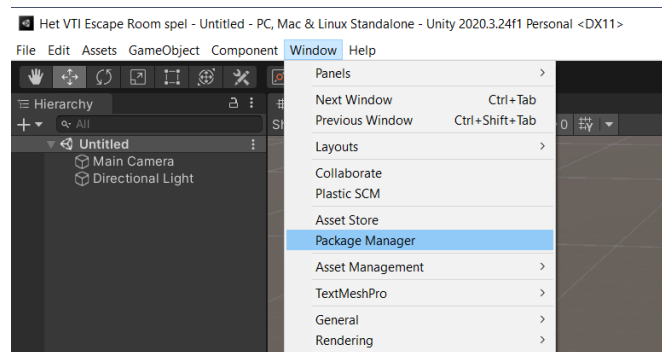 Het VTI Escape Room spel - Untitled - PC, Mac & Linux Standalone - Unity 2020.3.24f1 Personal <DX11>
File Edit Assets GameObject Component Window Help
Hierarchy
All
Untitled
Main Camera
Directional Light
Panels
Next Window Ctrl+Tab
Previous Window Ctrl+Shift+Tab
Layouts
Collaborate
Plastic SCM
Asset Store
Package Manager
Asset Management
TextMeshPro
General
Rendering
0